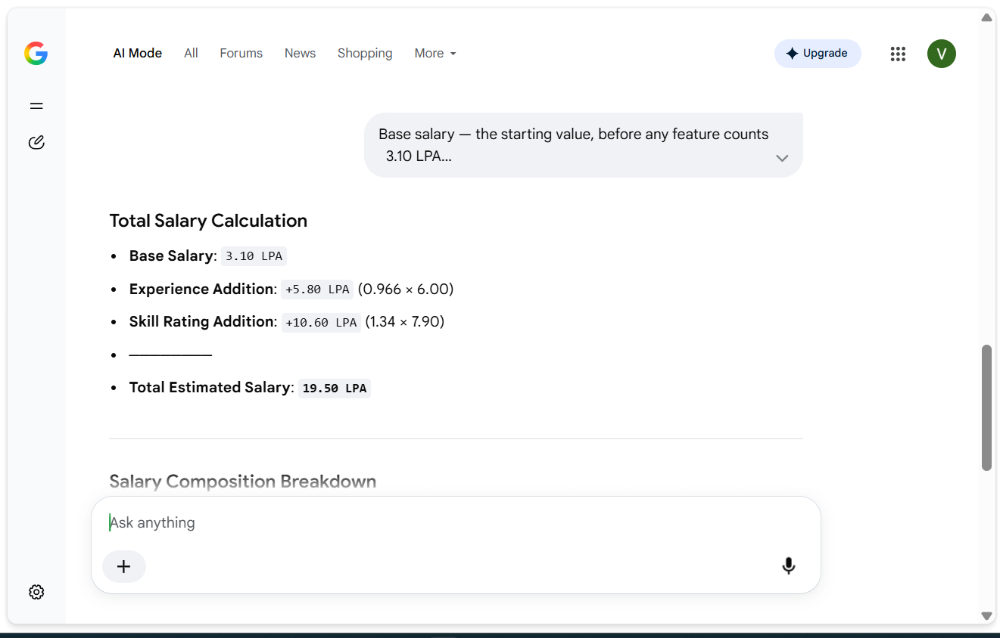 AI Mode All Forums News Shopping More
Upgrade
V
Base salary — the starting value, before any feature counts
3.10 LPA...
Total Salary Calculation
• Base Salary: 3.10 LPA
• Experience Addition: +5.80 LPA (0.966 × 6.00)
• Skill Rating Addition: +10.60 LPA (1.34 × 7.90)
• ────────
• Total Estimated Salary: 19.50 LPA
Salary Composition Breakdown
Ask anything